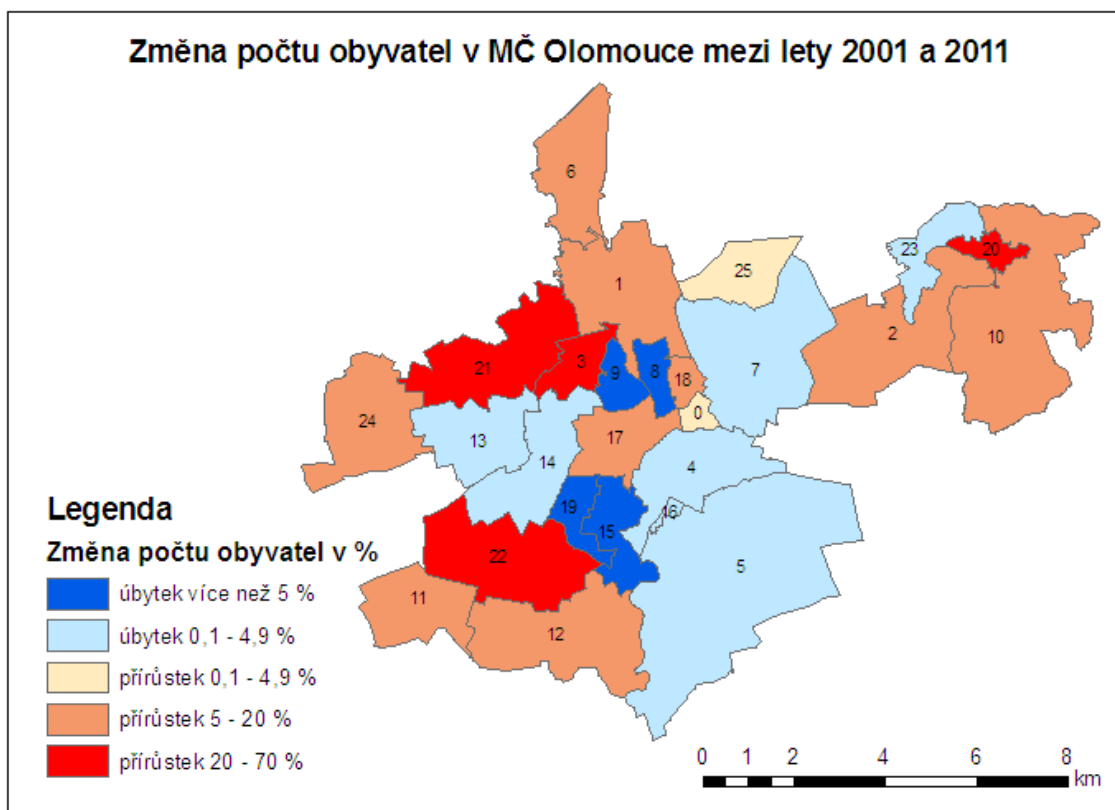 Změna počtu obyvatel v MČ Olomouce mezi lety 2001 a 2011
6
1
25
23
20
2
10
21
3
9
8
18
7
24
0
13
17
14
4
19
15
16
22
5
11
12
Legenda
Změna počtu obyvatel v %
úbytek více než 5 %
úbytek 0,1 - 4,9 %
přírůstek 0,1 - 4,9 %
přírůstek 5 - 20 %
přírůstek 20 - 70 %
0 1 2 4 6 8
km